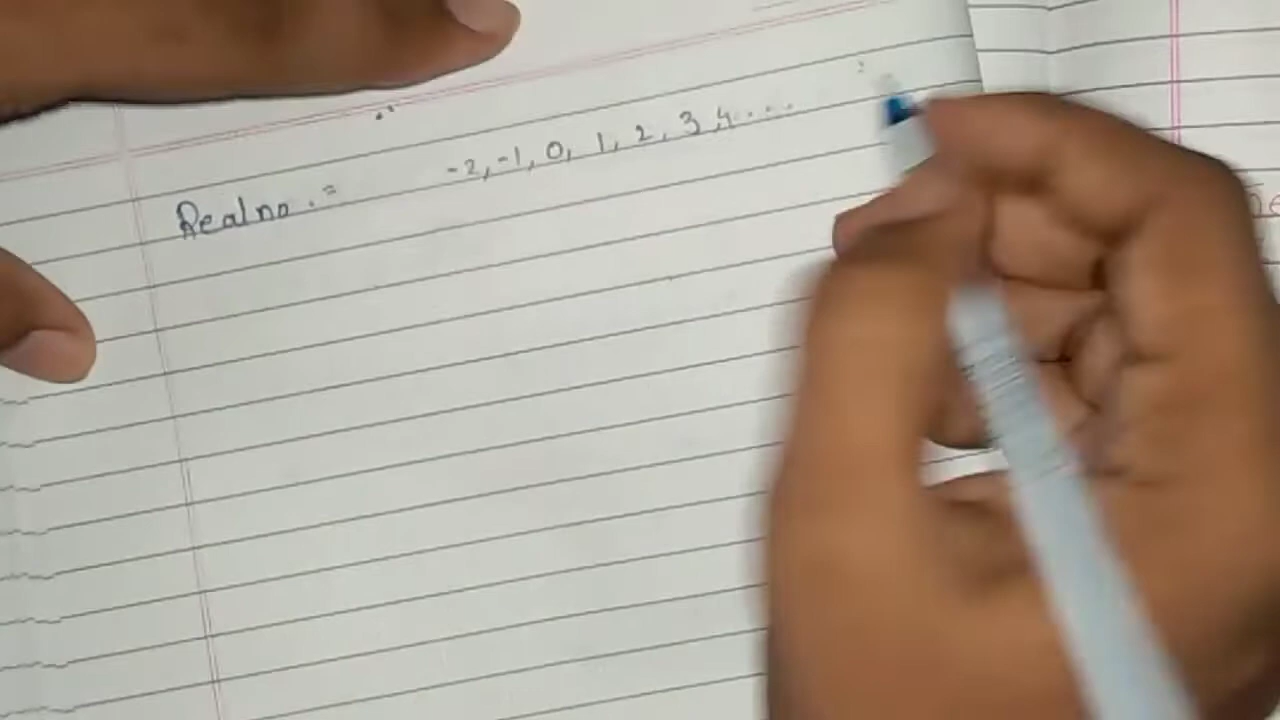 Real no. = -2, -1, 0, 1, 2, 3, 4....